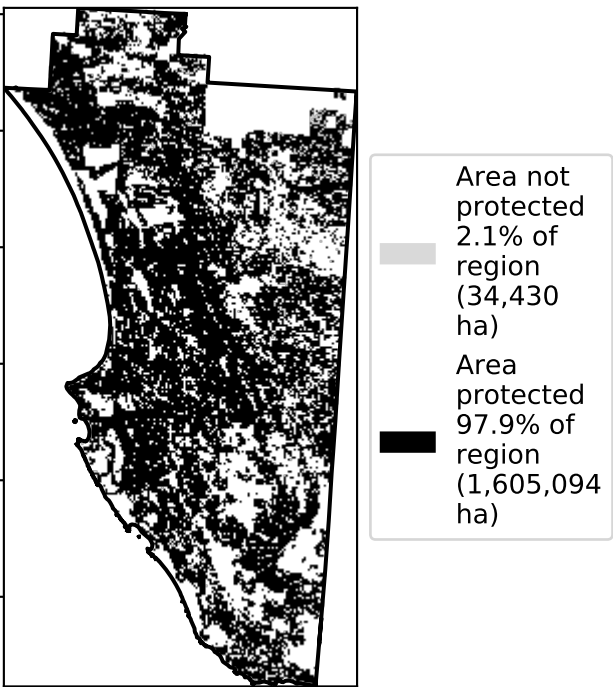 Area not
protected
2.1% of
region
(34,430
ha)
Area
protected
97.9% of
region
(1,605,094
ha)